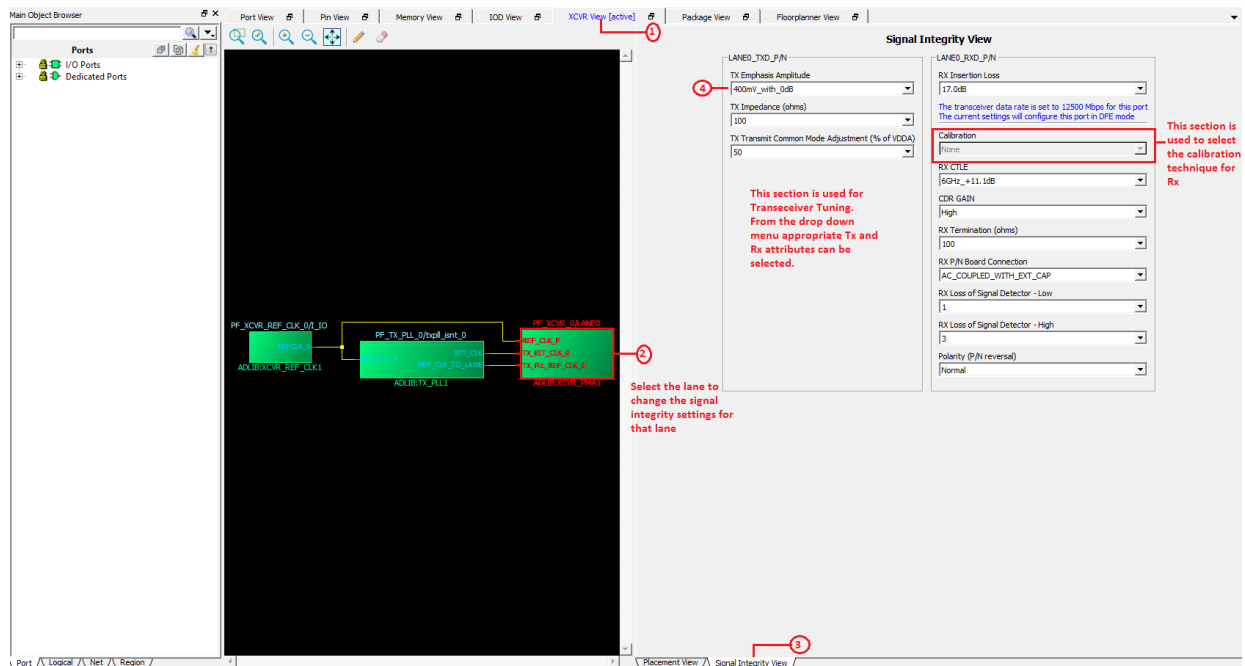 Main Object Browser
Ports
I/O Ports
Dedicated Ports
Port
Logical
Net
Region
Port View
Pin View
Memory View
IOD View
XCVR View [active]
Package View
Floorplanner View
1
PF_XCVR_REF_CLK_0/I_IO
REFCLK_0
ADLIB:XCVR_REF_CLK1
PF_TX_PLL_0/txpll_isnt_0
BIT_CLK
REF_CLK_TO_LANE
ADLIB:TX_PLL1
PF_XCVR_0/LANE0
REF_CLK_P
TX_BIT_CLK_0
TX_PLL_REF_CLK_0
ADLIB:XCVR_PMA1
2
Select the lane to
change the signal
integrity settings for
that lane
Signal Integrity View
LANE0_TXD_P/N
TX Emphasis Amplitude
4
400mV_with_0dB
TX Impedance (ohms)
100
TX Transmit Common Mode Adjustment (% of VDDA)
50
This section is used for
Transeceiver Tuning.
From the drop down
menu appropriate Tx and
Rx attributes can be
selected.
LANE0_RXD_P/N
RX Insertion Loss
17.0dB
The transceiver data rate is set to 12500 Mbps for this port
The current settings will configure this port in DFE mode
Calibration
None
This section is
used to select
the calibration
technique for
Rx
RX CTLE
6GHz_+11.1dB
CDR GAIN
High
RX Termination (ohms)
100
RX P/N Board Connection
AC_COUPLED_WITH_EXT_CAP
RX Loss of Signal Detector - Low
1
RX Loss of Signal Detector - High
3
Polarity (P/N reversal)
Normal
3
Placement View
Signal Integrity View